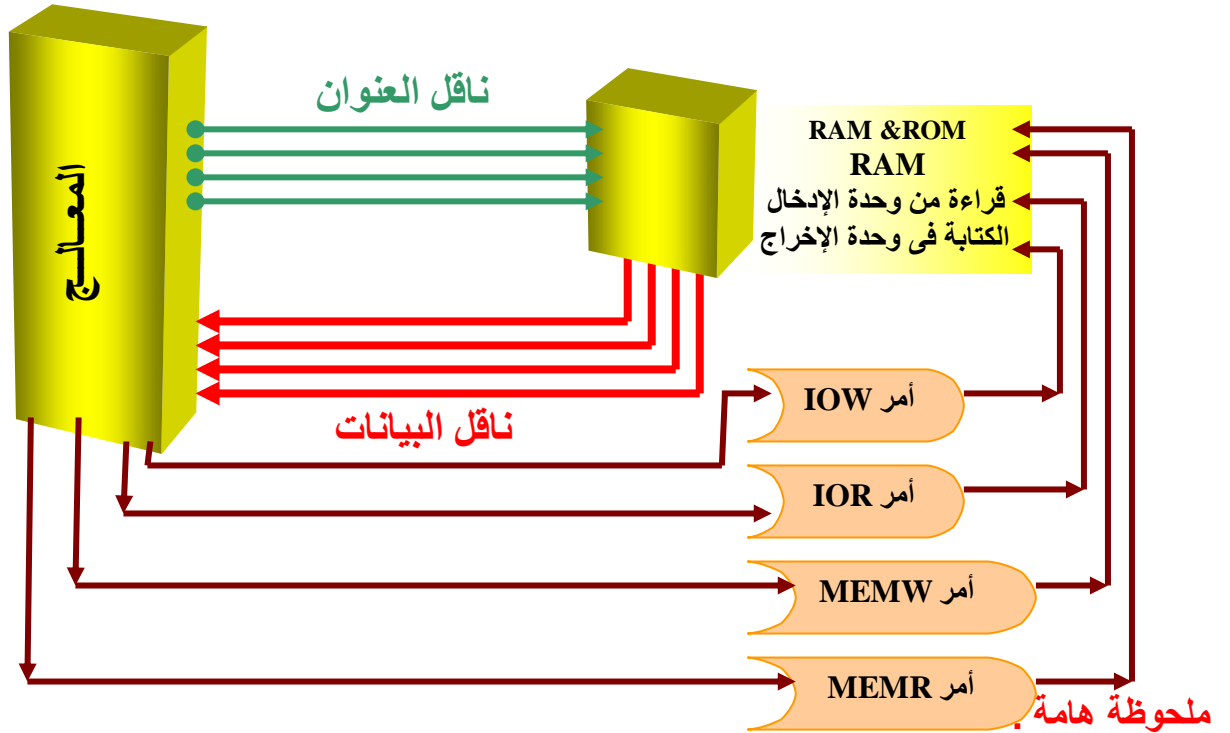 ناقل العنوان
المعالج
RAM &ROM
RAM
قراءة من وحدة الإدخال
الكتابة فى وحدة الإخراج
ناقل البيانات
أمر IOW
أمر IOR
أمر MEMW
أمر MEMR
ملحوظة هامة :